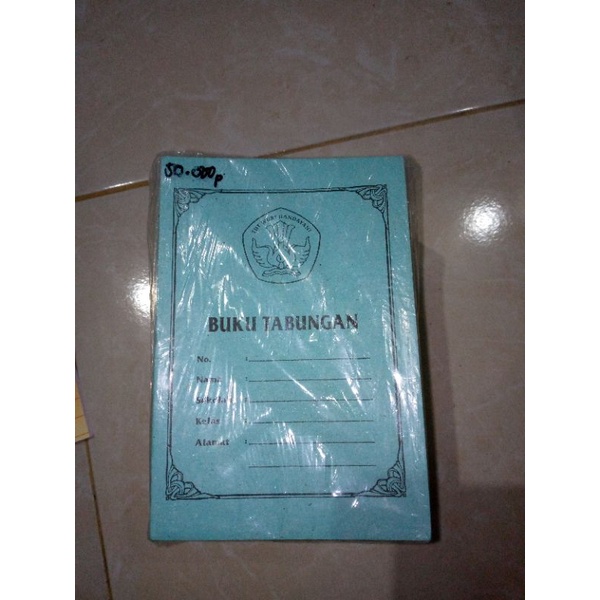 50.000p
TUT WURI HANDAYANI
BUKU TABUNGAN
No. :
Nama :
Sekolah :
Kelas :
Alamat :